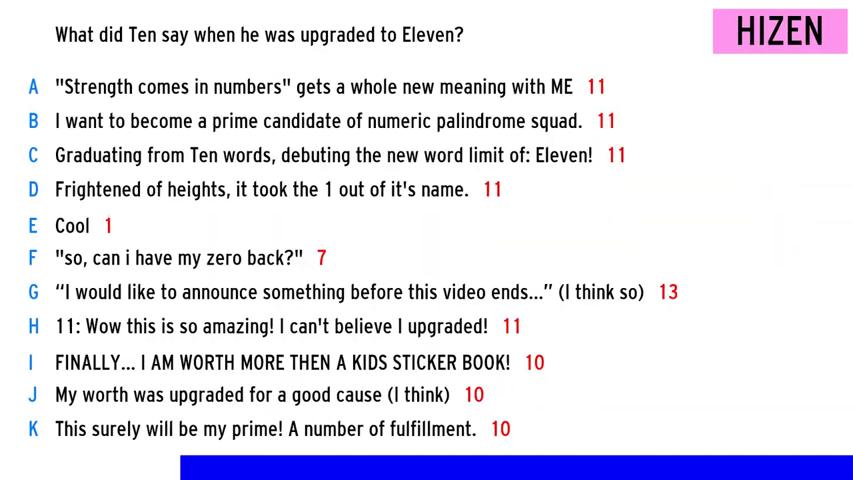 What did Ten say when he was upgraded to Eleven?
HIZEN
A "Strength comes in numbers" gets a whole new meaning with ME 11
B I want to become a prime candidate of numeric palindrome squad. 11
C Graduating from Ten words, debuting the new word limit of: Eleven! 11
D Frightened of heights, it took the 1 out of it's name. 11
E Cool 1
F "so, can i have my zero back?" 7
G “I would like to announce something before this video ends...” (I think so) 13
H 11: Wow this is so amazing! I can't believe I upgraded! 11
I FINALLY... I AM WORTH MORE THEN A KIDS STICKER BOOK! 10
J My worth was upgraded for a good cause (I think) 10
K This surely will be my prime! A number of fulfillment. 10